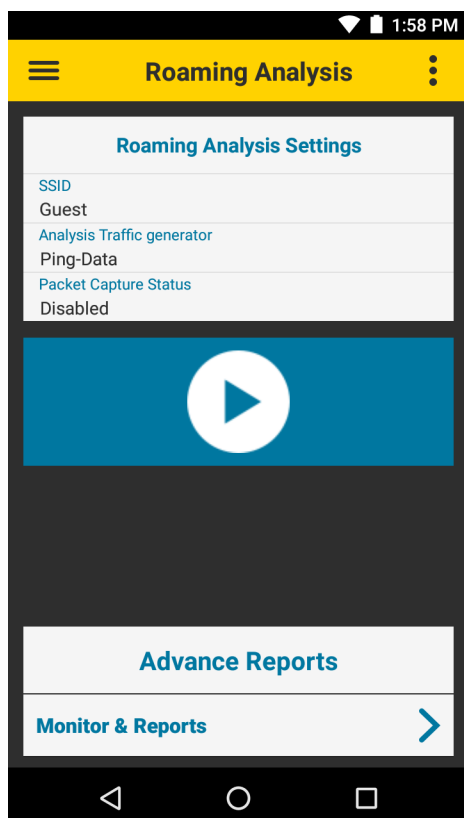 1:58 PM
Roaming Analysis
Roaming Analysis Settings
SSID
Guest
Analysis Traffic generator
Ping-Data
Packet Capture Status
Disabled
Advance Reports
Monitor & Reports